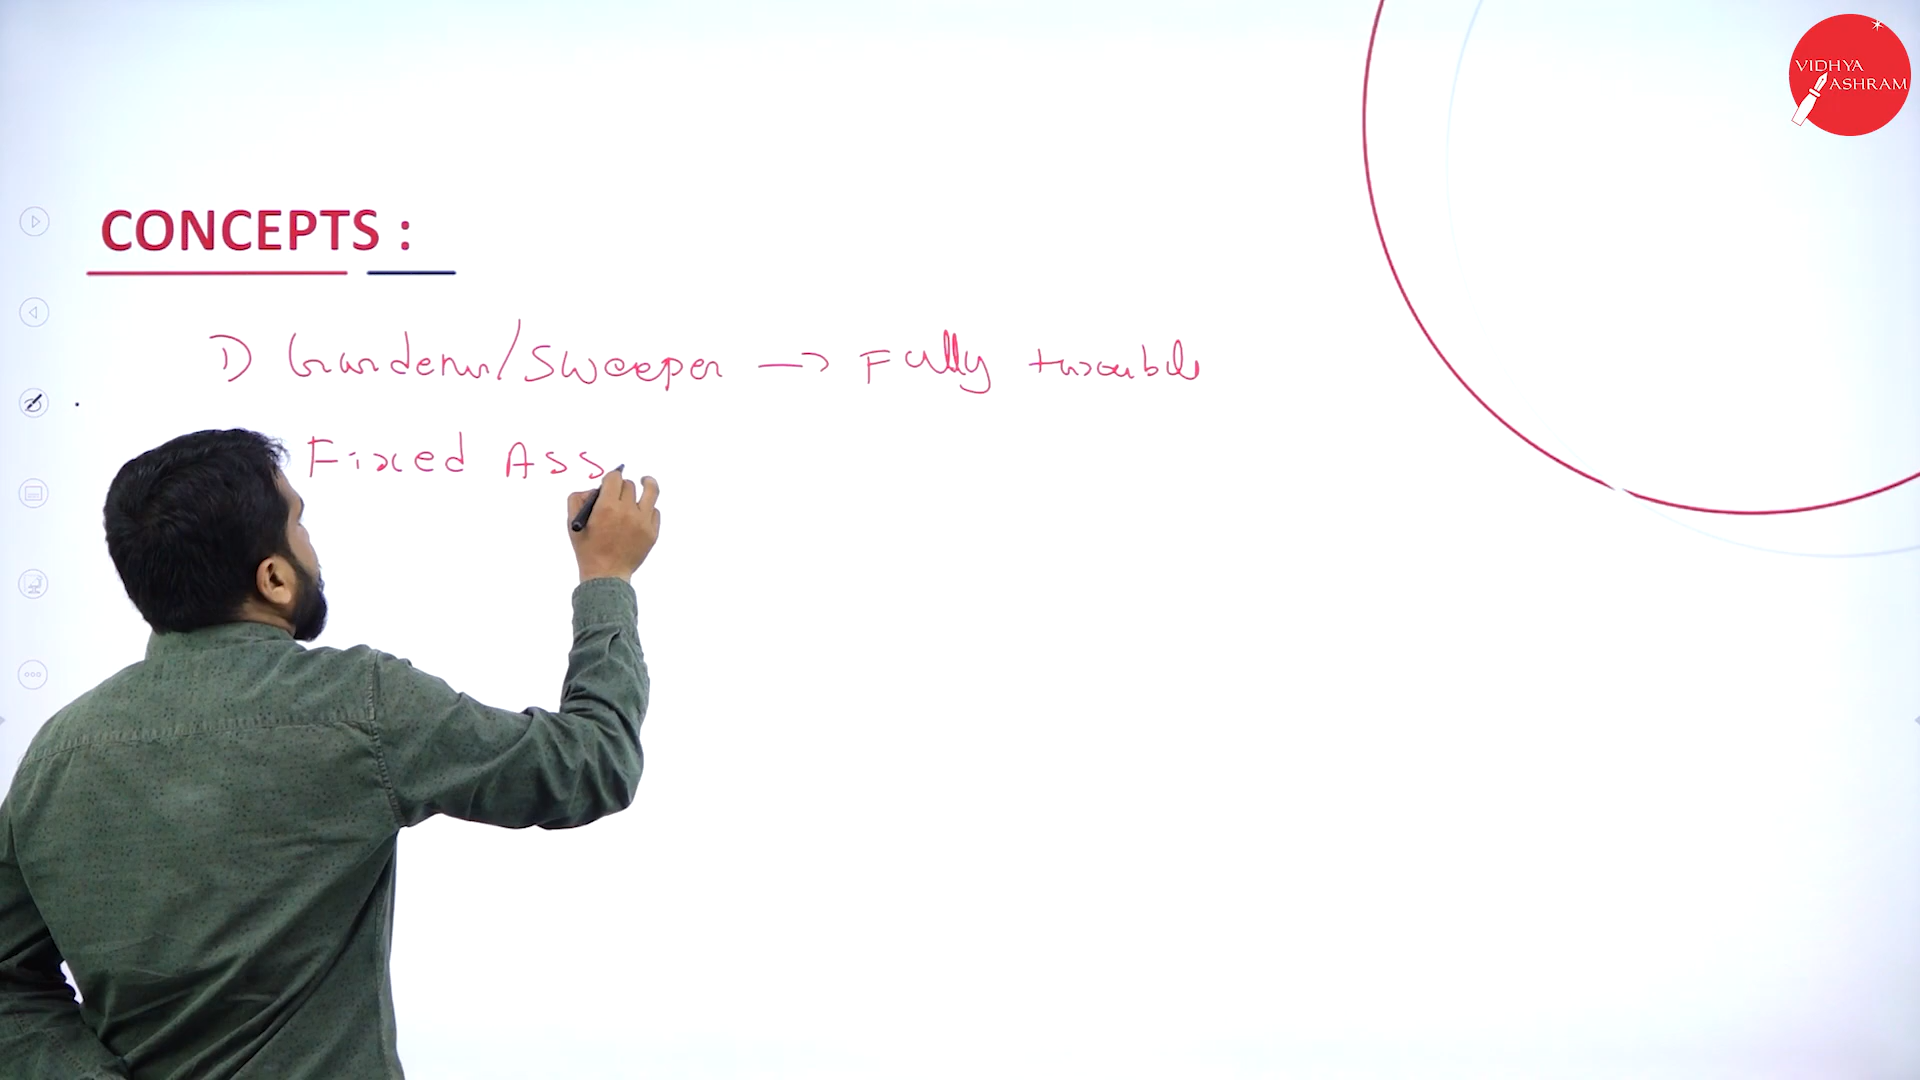 VIDHYA
ASHRAM
CONCEPTS :
1) Gardener/Sweeper → Fully taxable
Fixed Ass